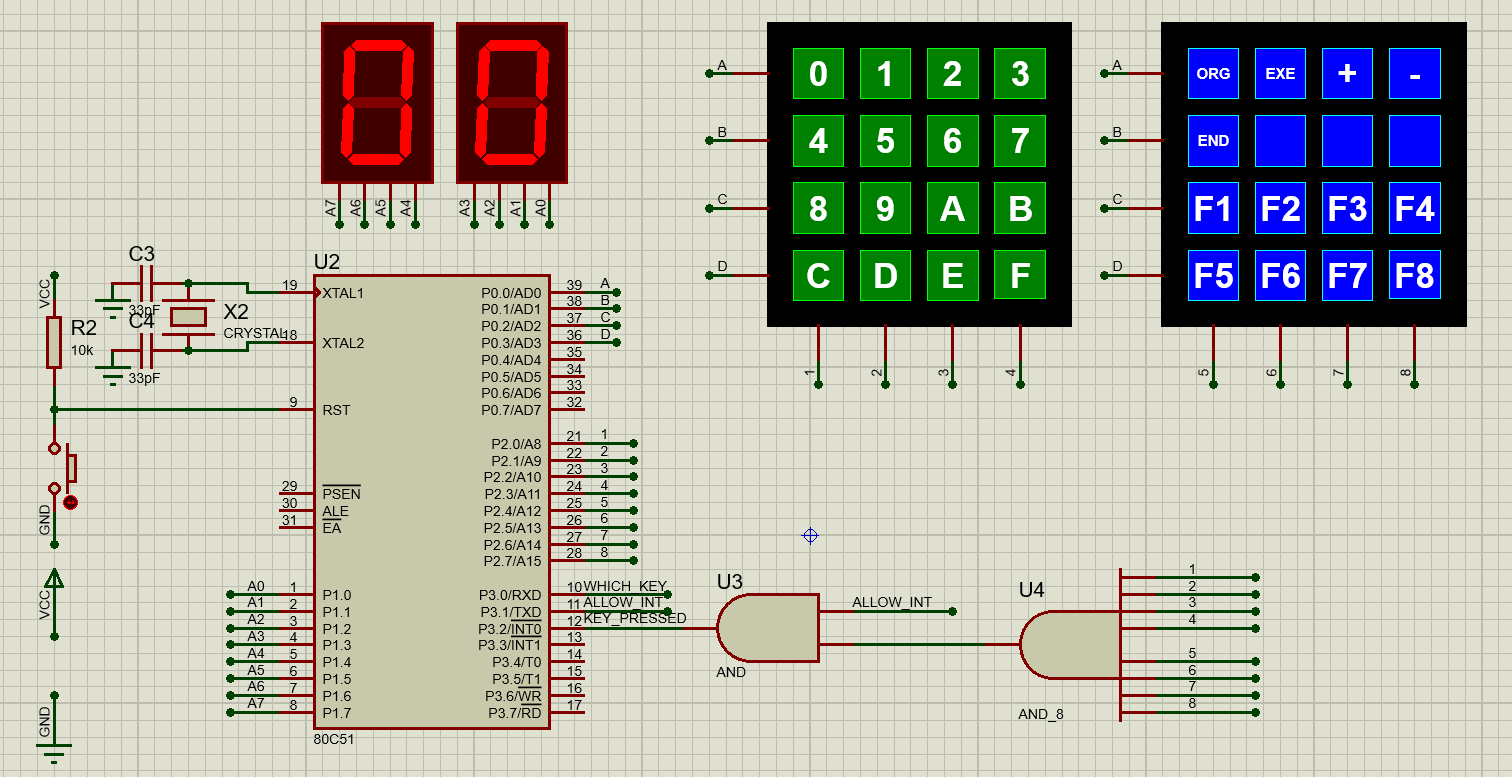 A7 A6 A5 A4 A3 A2 A1 A0
A 0 1 2 3
B 4 5 6 7
C 8 9 A B
D C D E F
1 2 3 4
A ORG EXE + -
B END
C F1 F2 F3 F4
D F5 F6 F7 F8
5 6 7 8
C3
33pF
C4
33pF
X2
CRYSTAL
VCC
R2
10k
GND
VCC
GND
U2
19 XTAL1
18 XTAL2
9 RST
29 PSEN
30 ALE
31 EA
A0 1 P1.0
A1 2 P1.1
A2 3 P1.2
A3 4 P1.3
A4 5 P1.4
A5 6 P1.5
A6 7 P1.6
A7 8 P1.7
P0.0/AD0 39 A
P0.1/AD1 38 B
P0.2/AD2 37 C
P0.3/AD3 36 D
P0.4/AD4 35
P0.5/AD5 34
P0.6/AD6 33
P0.7/AD7 32
P2.0/A8 21 1
P2.1/A9 22 2
P2.2/A10 23 3
P2.3/A11 24 4
P2.4/A12 25 5
P2.5/A13 26 6
P2.6/A14 27 7
P2.7/A15 28 8
P3.0/RXD 10 WHICH_KEY
P3.1/TXD 11 ALLOW_INT
P3.2/INT0 12 KEY_PRESSED
P3.3/INT1 13
P3.4/T0 14
P3.5/T1 15
P3.6/WR 16
P3.7/RD 17
80C51
U3
ALLOW_INT
AND
U4
1
2
3
4
5
6
7
8
AND_8